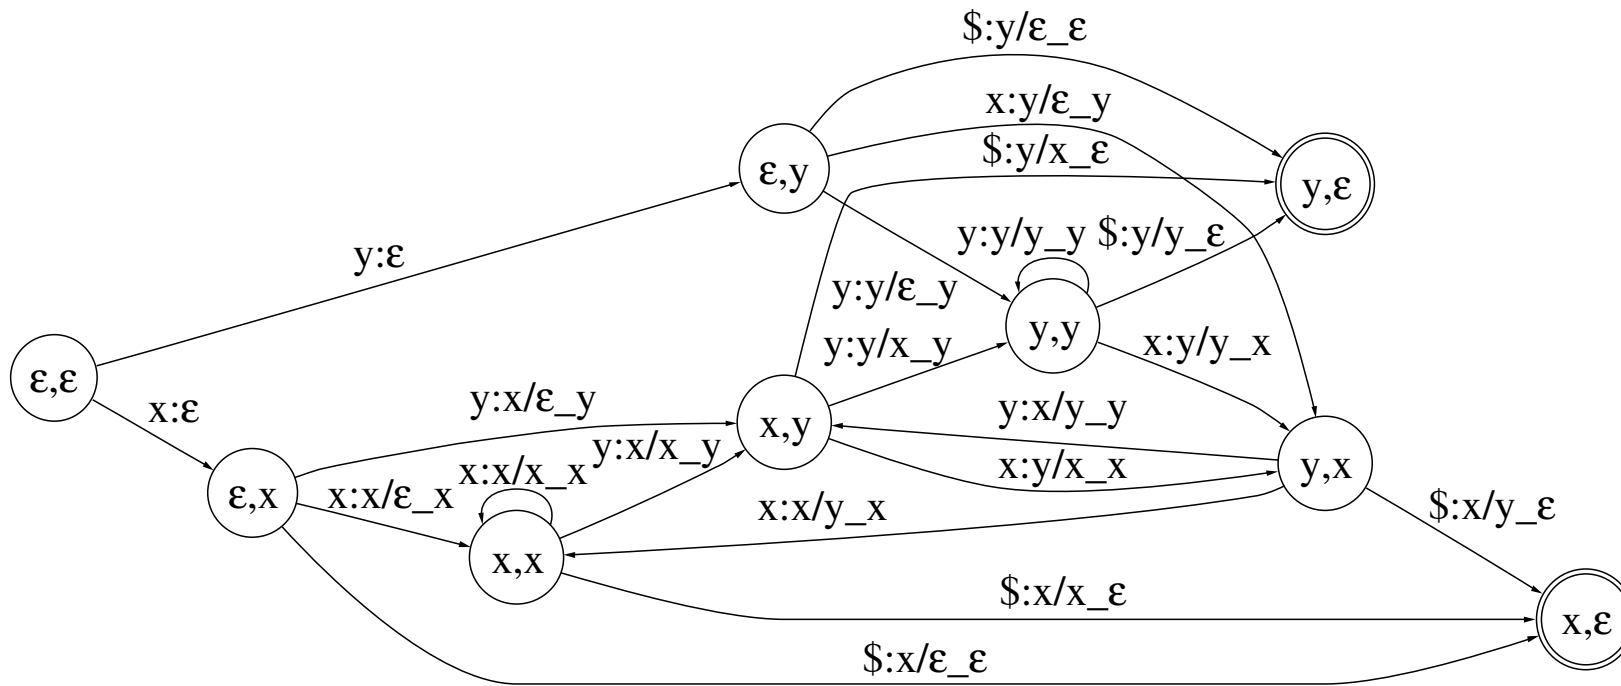 $:y/ε_ε
x:y/ε_y
$:y/x_ε
ε,y
y,ε
y:ε
y:y/y_y
$:y/y_ε
y:y/ε_y
y,y
y:y/x_y
x:y/y_x
ε,ε
x:ε
y:x/ε_y
x,y
y:x/y_y
y:x/x_y
x:x/x_x
x:y/x_x
y,x
ε,x
x:x/ε_x
x:x/y_x
$:x/y_ε
x,x
$:x/x_ε
x,ε
$:x/ε_ε